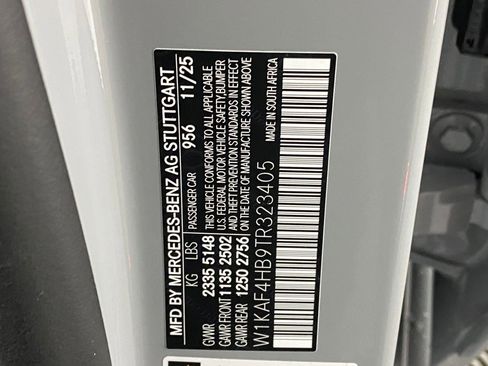 MFD BY MERCEDES-BENZ AG STUTTGART
PASSENGER CAR 956 11/25
KG LBS
GVWR 2335 5148
GAWR FRONT 1135 2502
GAWR REAR 1250 2756
THIS VEHICLE CONFORMS TO ALL APPLICABLE
U.S. FEDERAL MOTOR VEHICLE SAFETY, BUMPER
AND THEFT PREVENTION STANDARDS IN EFFECT
ON THE DATE OF MANUFACTURE SHOWN ABOVE
W1KAF4HB9TR323405
MADE IN SOUTH AFRICA